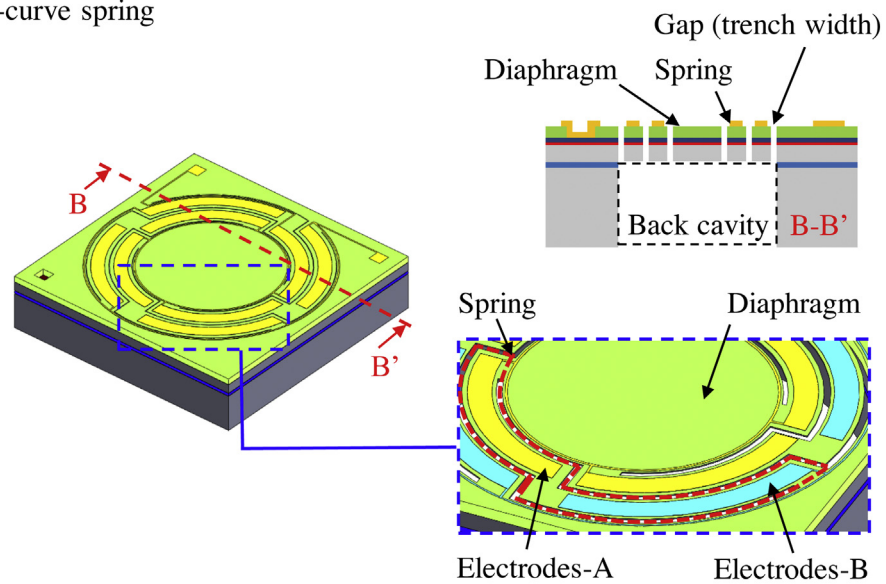 -curve spring
Gap (trench width)
Diaphragm
Spring
B
Back cavity
B-B’
Spring
Diaphragm
B’
Electrodes-A
Electrodes-B